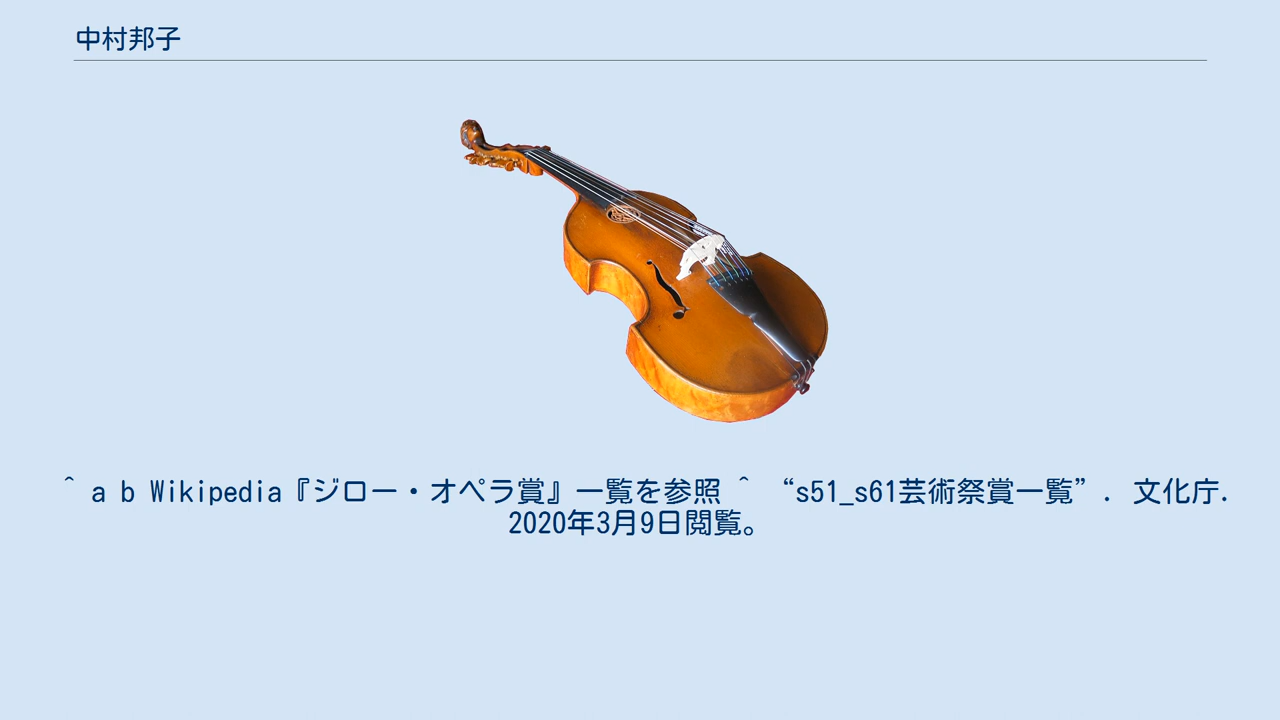 中村邦子
^ a b Wikipedia『ジロー・オペラ賞』一覧を参照 ^ “s51_s61芸術祭賞一覧”. 文化庁.
2020年3月9日閲覧。